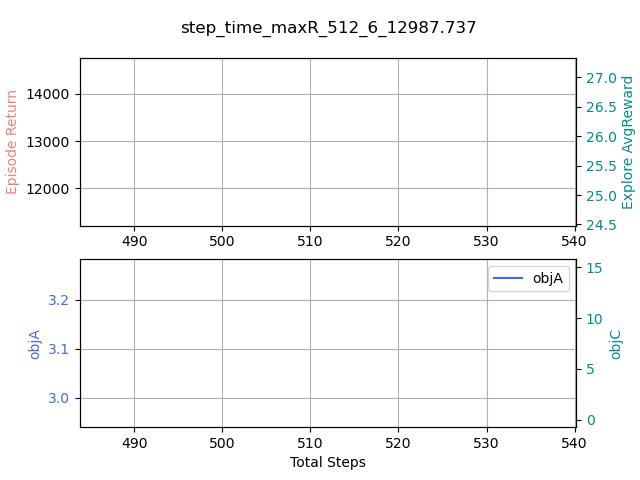 step_time_maxR_512_6_12987.737
Episode Return
14000
13000
12000
27.0
26.5
26.0
25.5
25.0
24.5
Explore AvgReward
490 500 510 520 530 540
objA
3.2
3.1
3.0
objA
15
10
5
0
objC
490 500 510 520 530 540
Total Steps